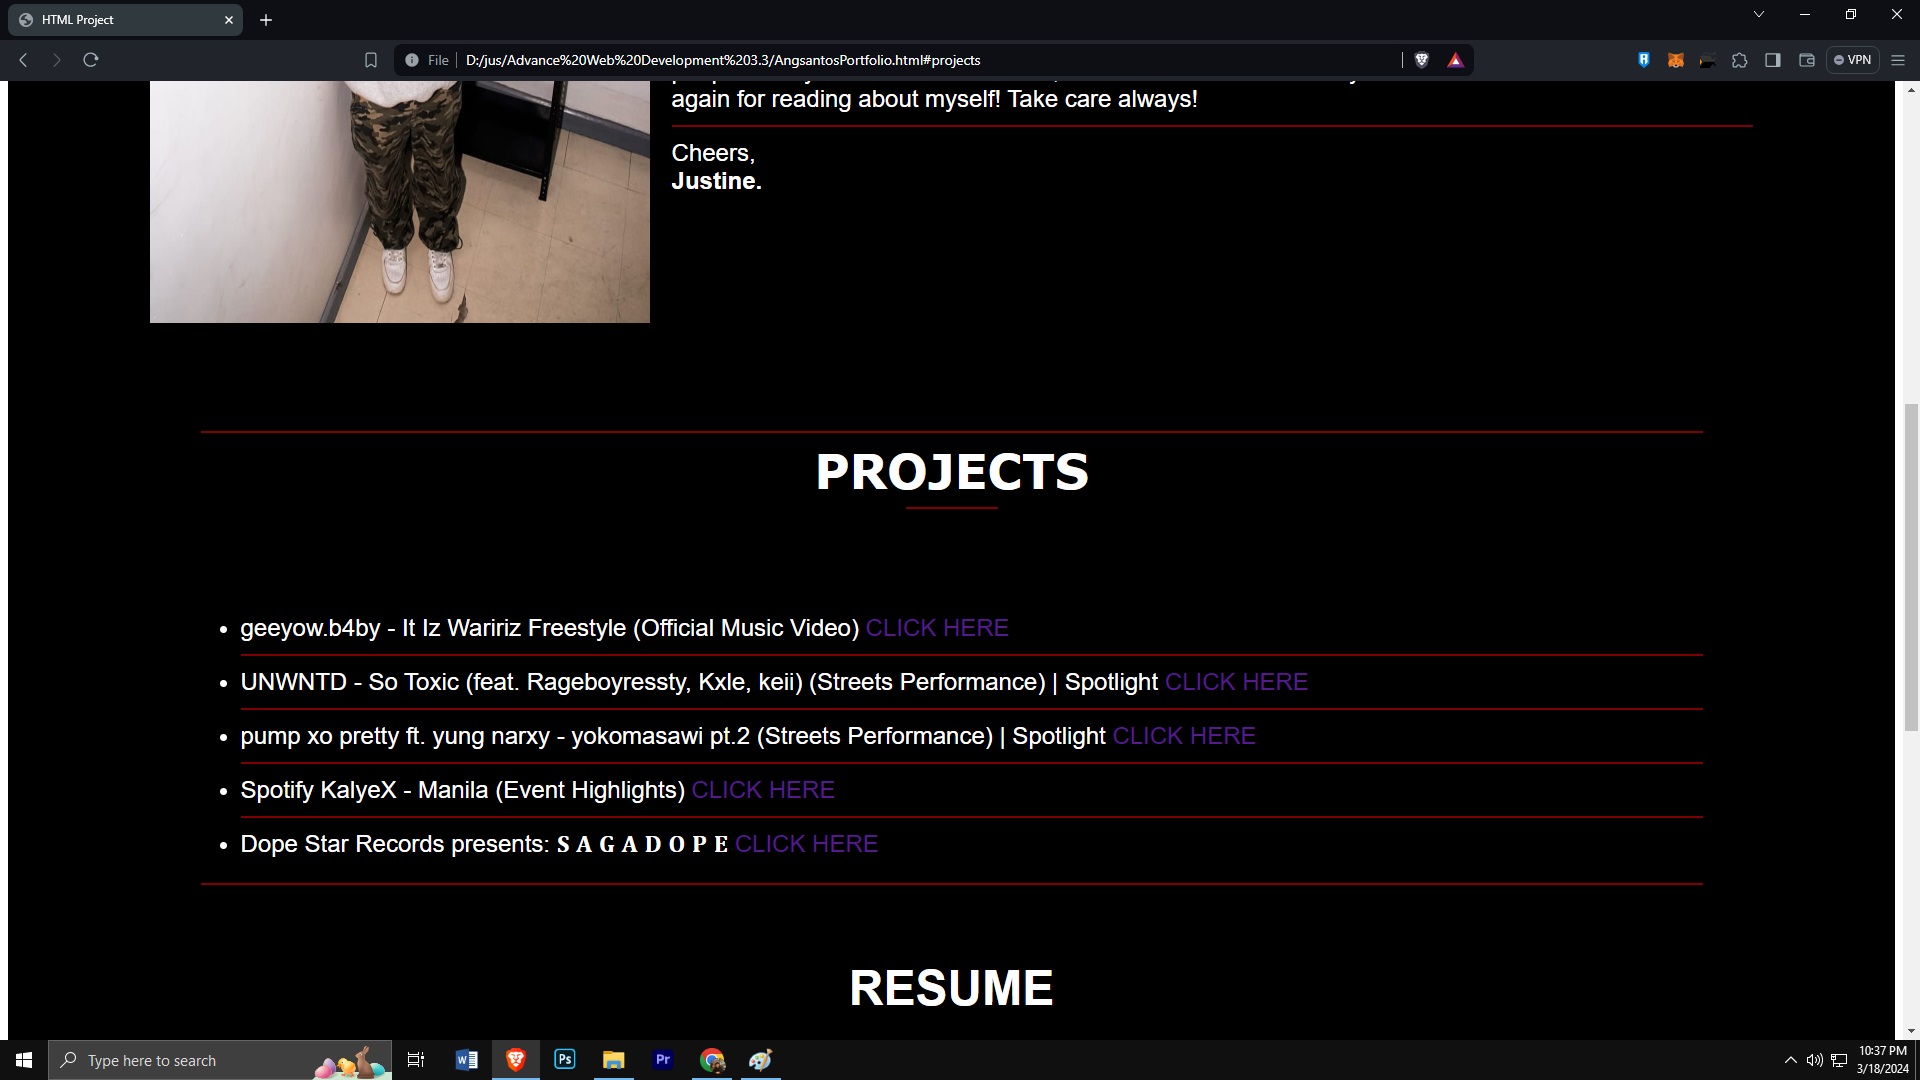 HTML Project
File
D:/jus/Advance%20Web%20Development%203.3/AngsantosPortfolio.html#projects
VPN
again for reading about myself! Take care always!
Cheers,
Justine.
PROJECTS
geeyow.b4by - It Iz Waririz Freestyle (Official Music Video) CLICK HERE
UNWNTD - So Toxic (feat. Rageboyressty, Kxle, keii) (Streets Performance) | Spotlight CLICK HERE
pump xo pretty ft. yung narxy - yokomasawi pt.2 (Streets Performance) | Spotlight CLICK HERE
Spotify KalyeX - Manila (Event Highlights) CLICK HERE
Dope Star Records presents: S A G A D O P E CLICK HERE
RESUME
Type here to search
Ps
Pr
10:37 PM
3/18/2024